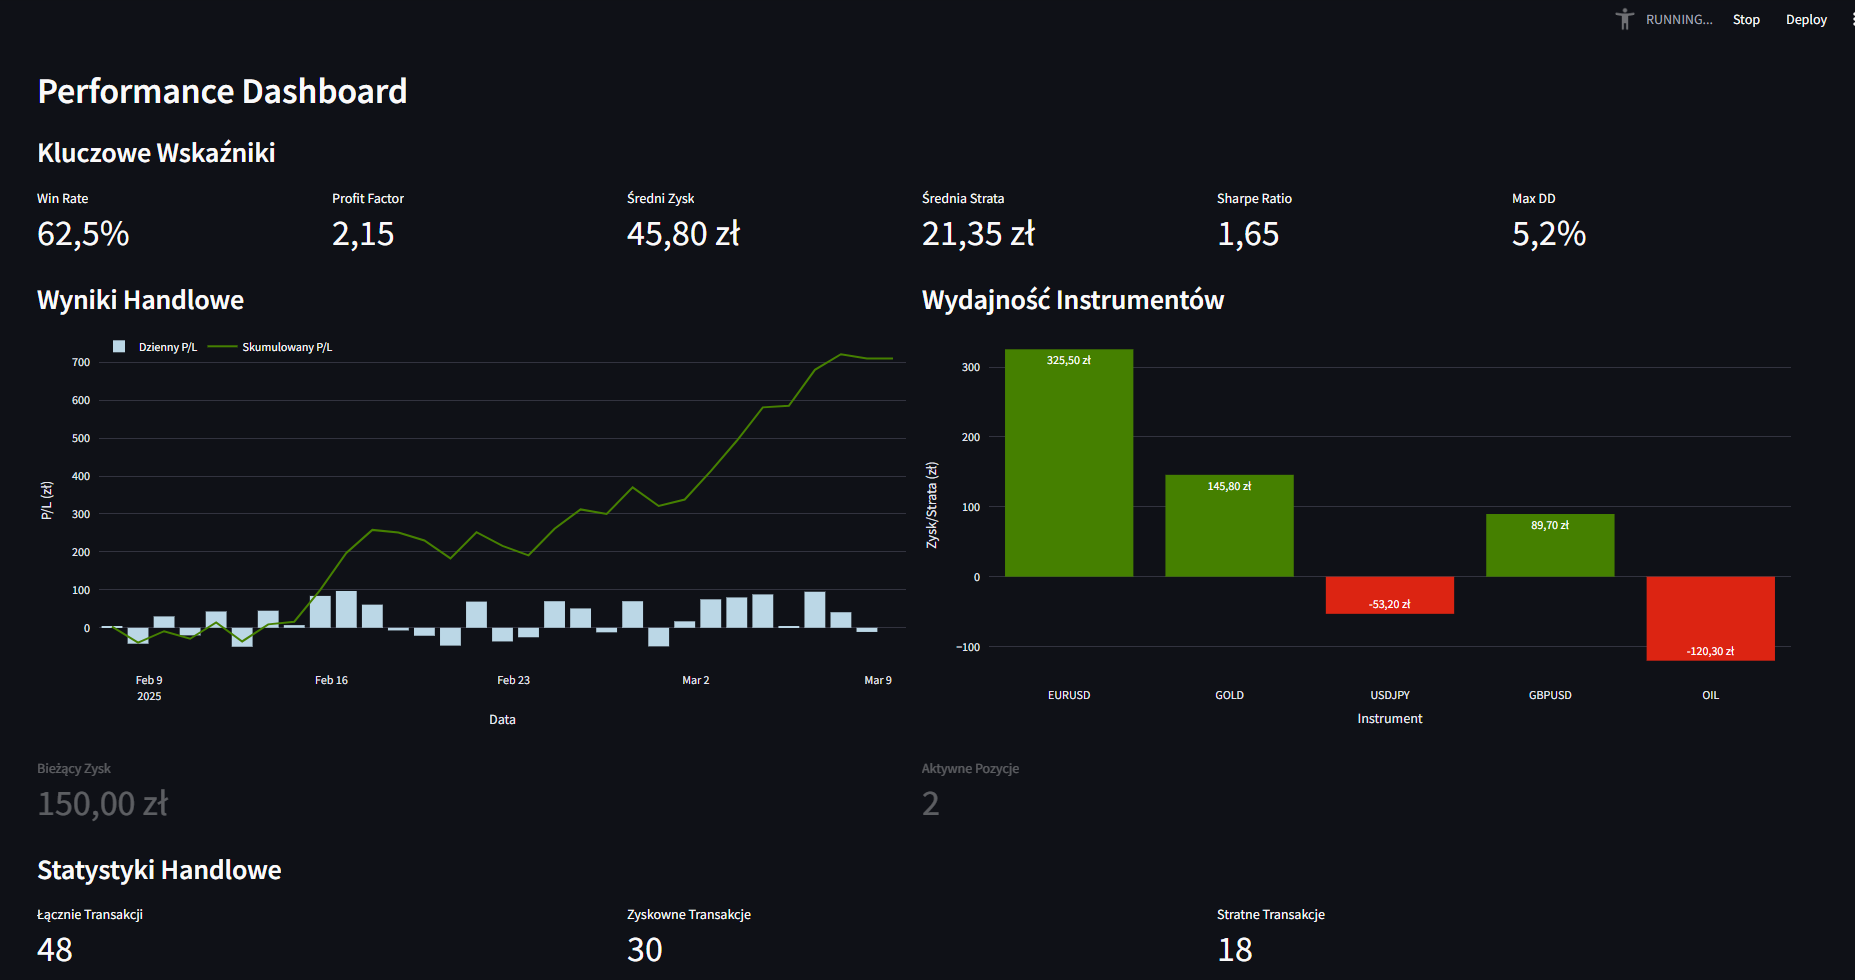 RUNNING... Stop Deploy
Performance Dashboard
Kluczowe Wskaźniki
Win Rate
62,5%
Profit Factor
2,15
Średni Zysk
45,80 zł
Średnia Strata
21,35 zł
Sharpe Ratio
1,65
Max DD
5,2%
Wyniki Handlowe
Dzienny P/L
Skumulowany P/L
700
600
500
400
300
200
100
0
P/L (zł)
Feb 9
2025
Feb 16
Feb 23
Mar 2
Mar 9
Data
Wydajność Instrumentów
300
200
100
0
−100
Zysk/Strata (zł)
325,50 zł
145,80 zł
-53,20 zł
89,70 zł
-120,30 zł
EURUSD
GOLD
USDJPY
GBPUSD
OIL
Instrument
Bieżący Zysk
150,00 zł
Aktywne Pozycje
2
Statystyki Handlowe
Łącznie Transakcji
48
Zyskowne Transakcje
30
Stratne Transakcje
18